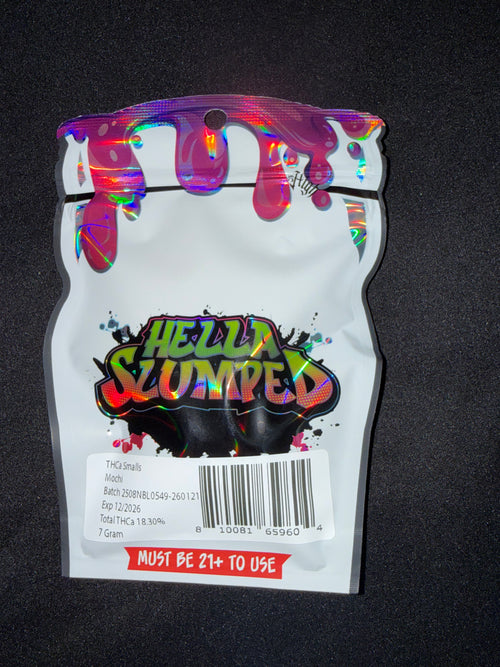 High
HELLA
SLUMPED
THCa Smalls
Mochi
Batch 2508NBL0549-260121
Exp 12/2026
Total THCa 18.30%
7 Gram
8 10081 65960 4
MUST BE 21+ TO USE